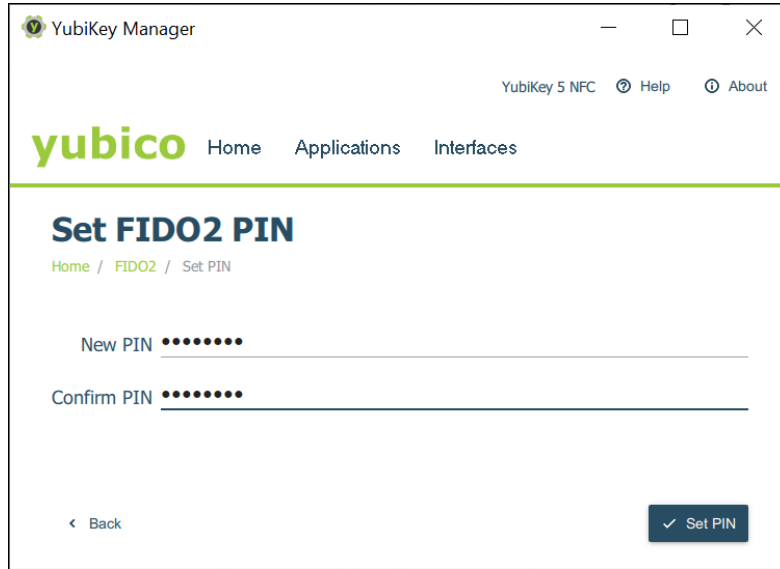 YubiKey Manager
YubiKey 5 NFC Help About
yubico Home Applications Interfaces
Set FIDO2 PIN
Home / FIDO2 / Set PIN
New PIN ••••••••
Confirm PIN ••••••••
Back Set PIN